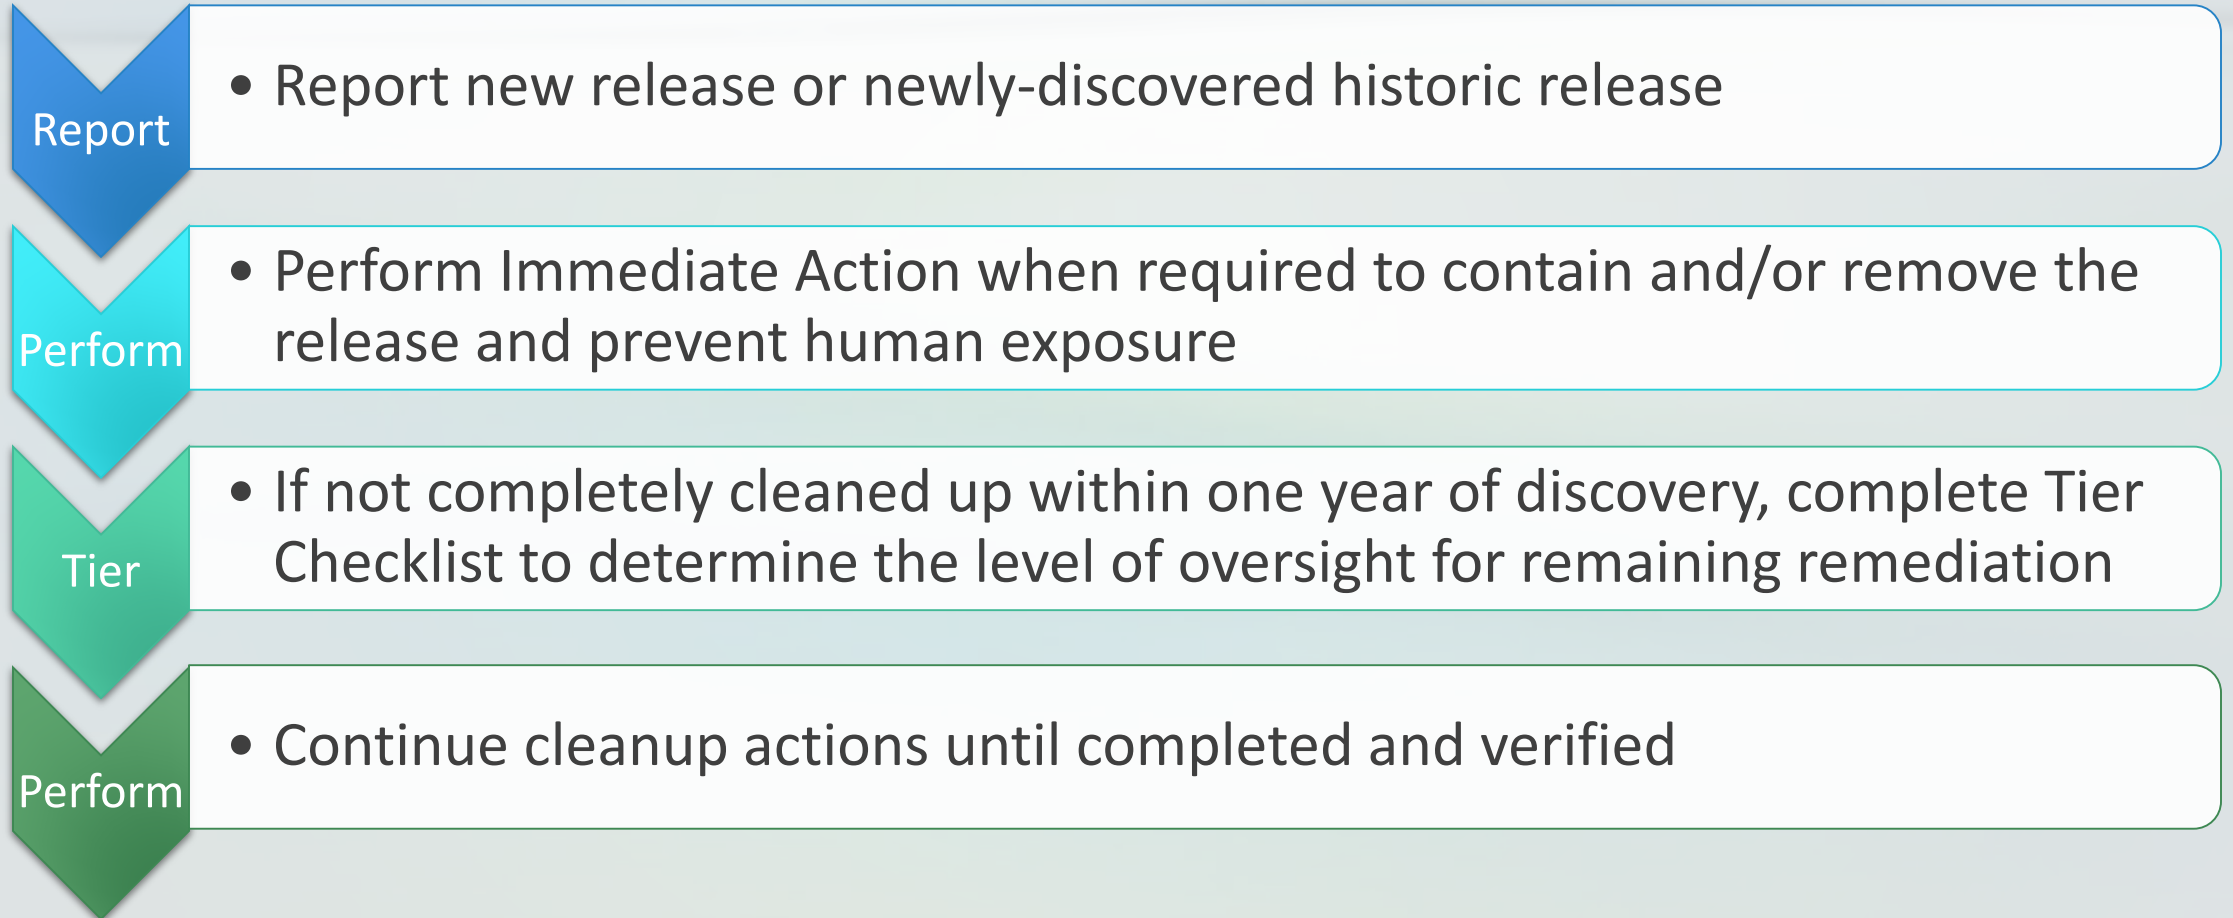 Report
• Report new release or newly-discovered historic release
Perform
• Perform Immediate Action when required to contain and/or remove the
release and prevent human exposure
Tier
• If not completely cleaned up within one year of discovery, complete Tier
Checklist to determine the level of oversight for remaining remediation
Perform
• Continue cleanup actions until completed and verified